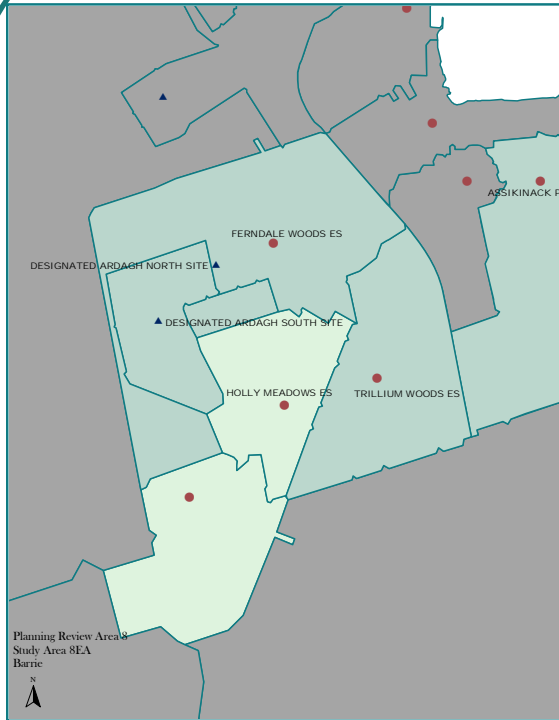 ASSIKINACK P
FERNDALE WOODS ES
DESIGNATED ARDAGH NORTH SITE
DESIGNATED ARDAGH SOUTH SITE
HOLLY MEADOWS ES
TRILLIUM WOODS ES
Planning Review Area 8
Study Area 8EA
Barrie
N